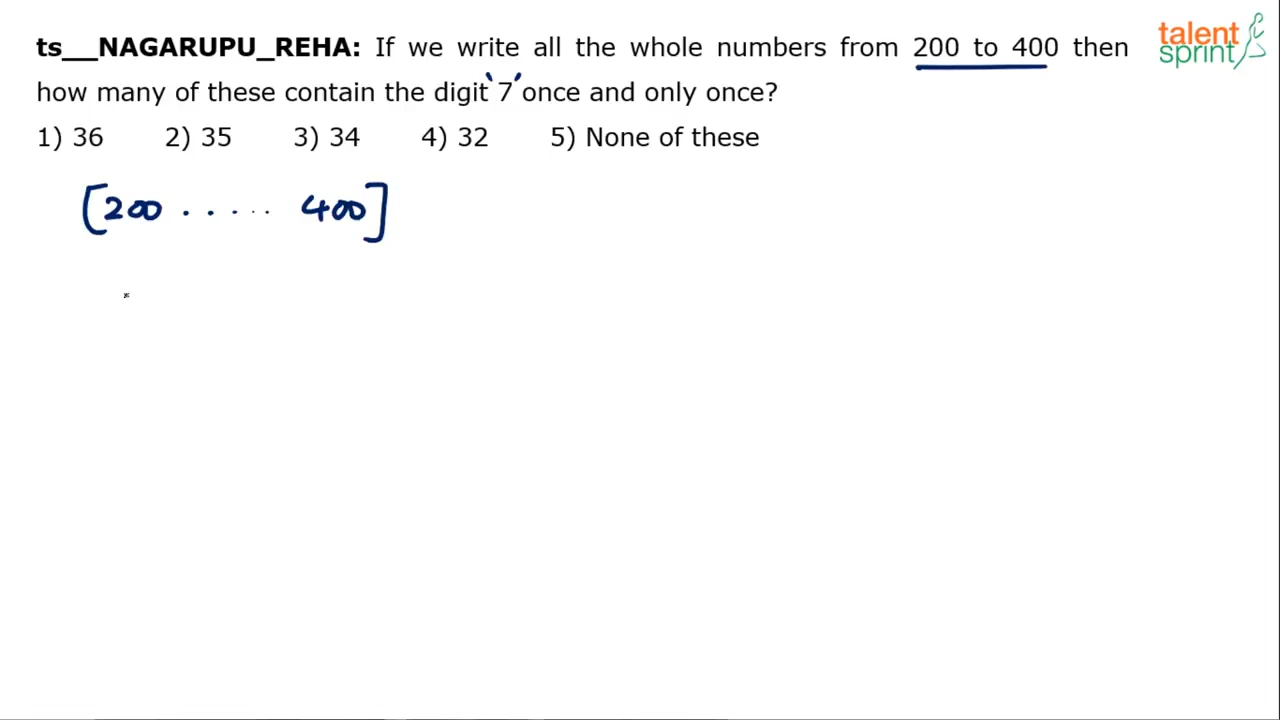 ts__NAGARUPU_REHA: If we write all the whole numbers from 200 to 400 then
how many of these contain the digit '7' once and only once?
1) 36 2) 35 3) 34 4) 32 5) None of these
[200 ..... 400]
talent
sprint